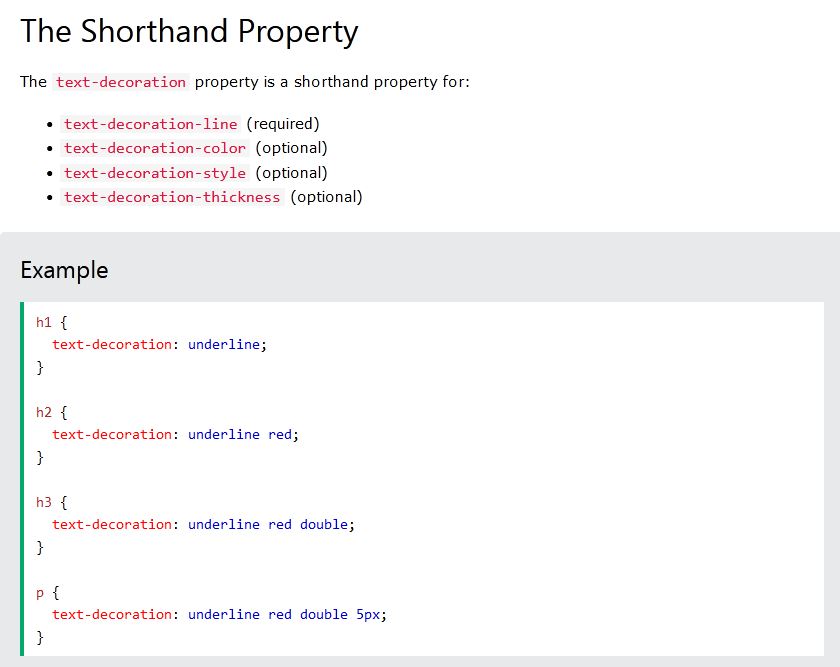 The Shorthand Property
The text-decoration property is a shorthand property for:
• text-decoration-line (required)
• text-decoration-color (optional)
• text-decoration-style (optional)
• text-decoration-thickness (optional)
Example
h1 {
  text-decoration: underline;
}
h2 {
  text-decoration: underline red;
}
h3 {
  text-decoration: underline red double;
}
p {
  text-decoration: underline red double 5px;
}